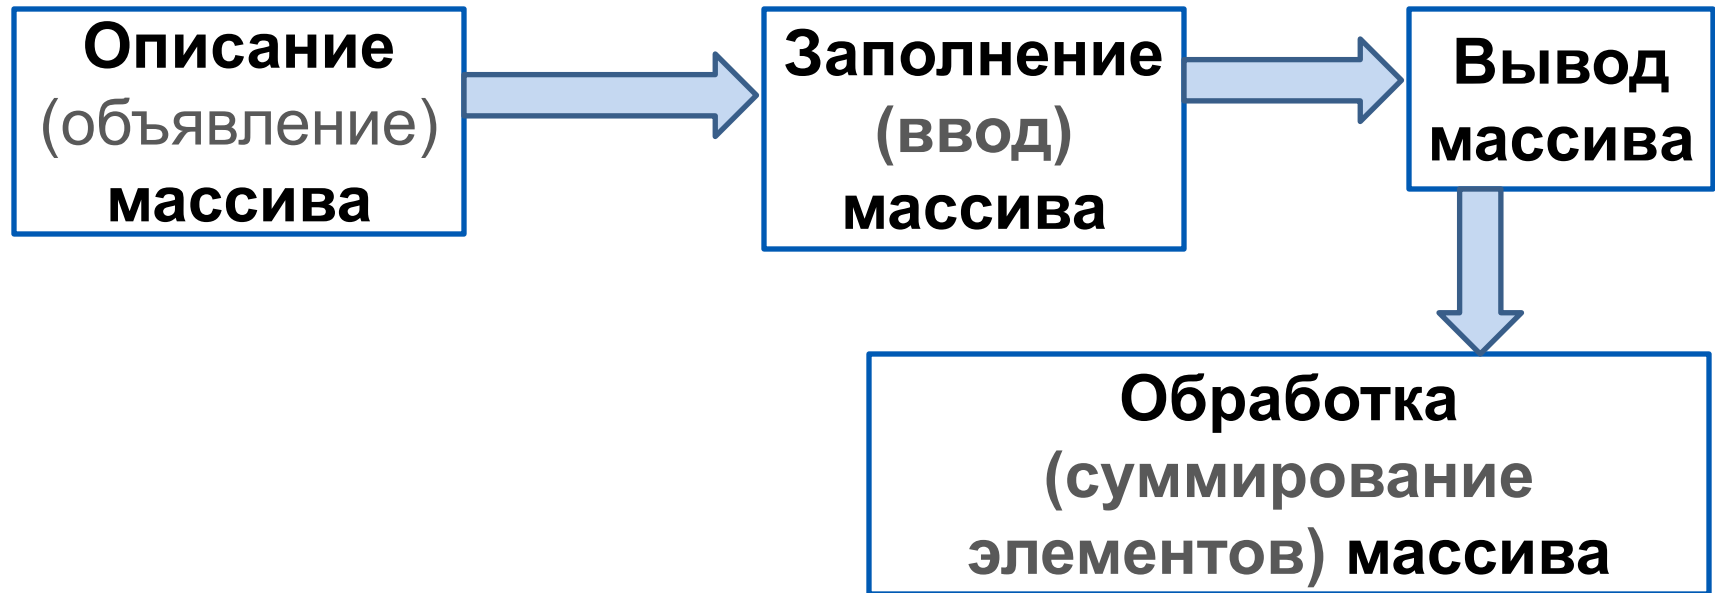 Описание
(объявление)
массива
Заполнение
(ввод)
массива
Вывод
массива
Обработка
(суммирование
элементов) массива